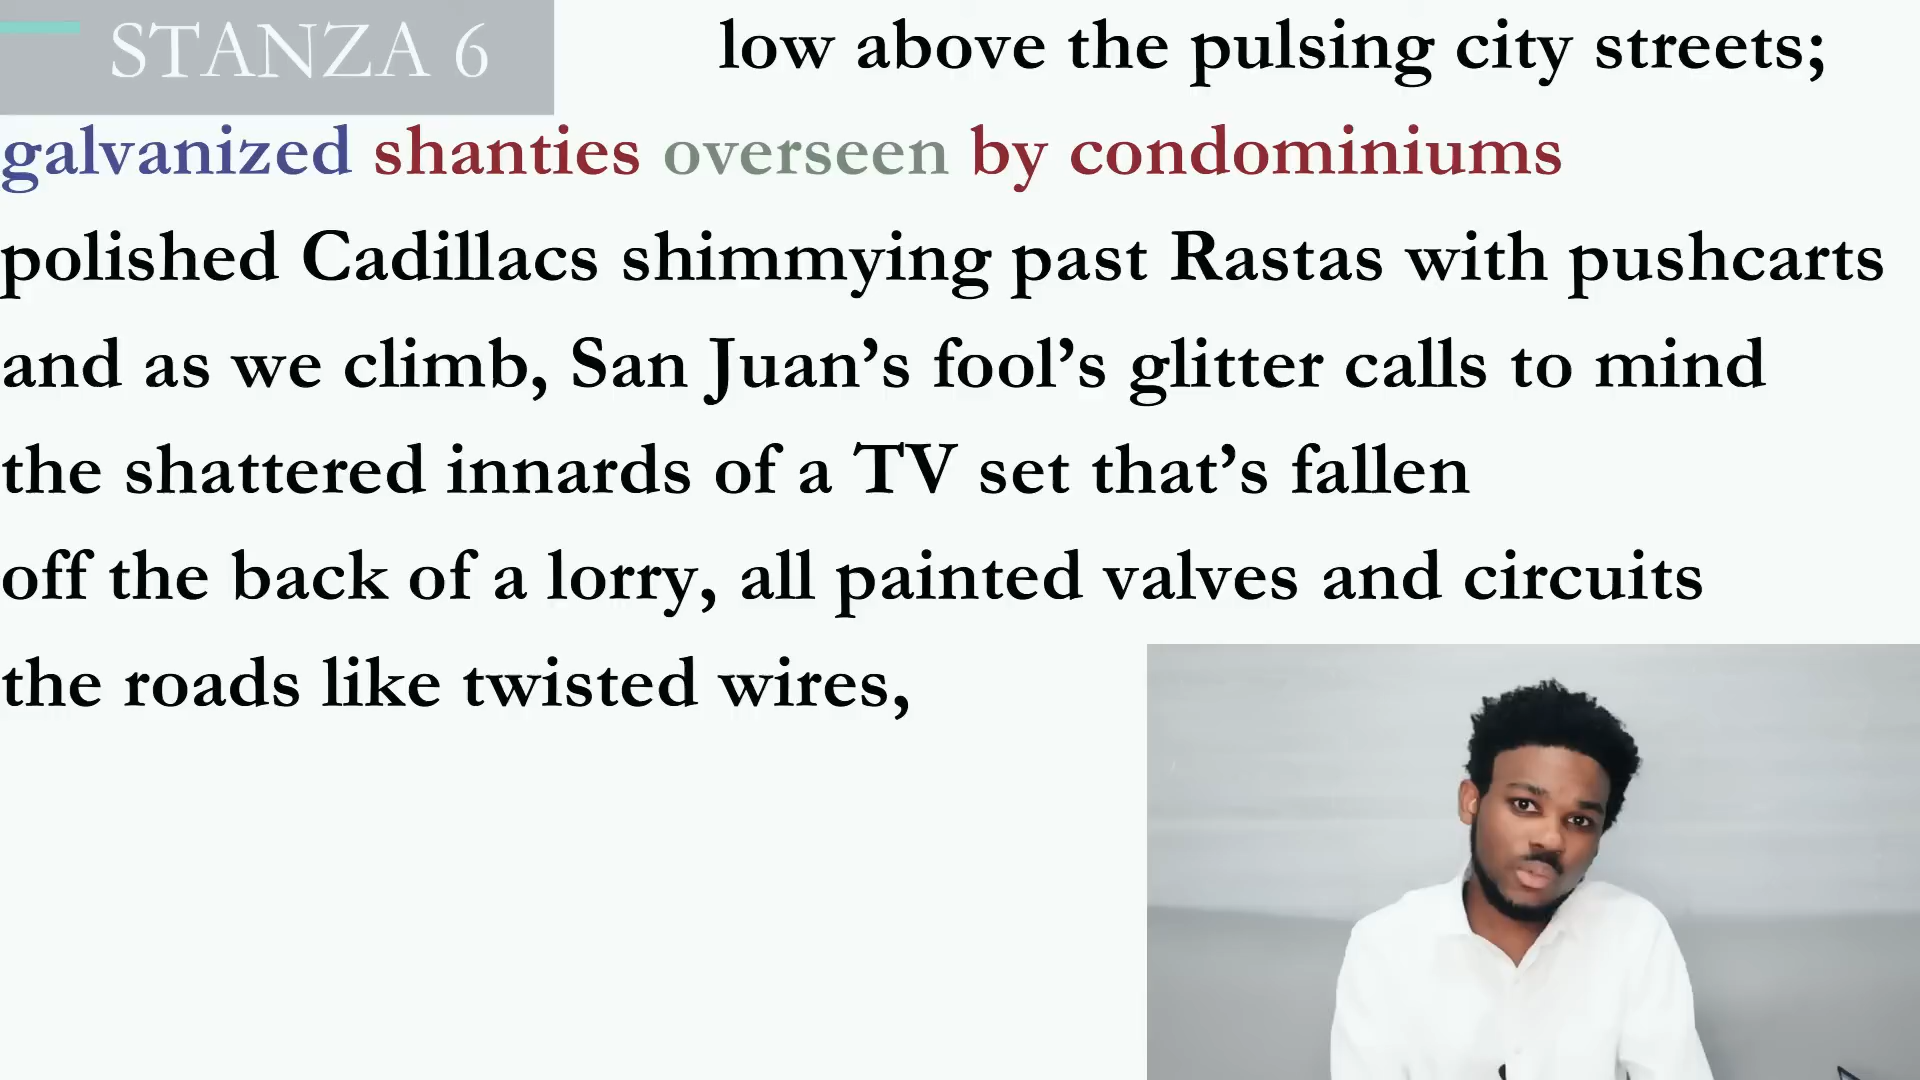 STANZA 6
low above the pulsing city streets;
galvanized shanties overseen by condominiums
polished Cadillacs shimmying past Rastas with pushcarts
and as we climb, San Juan’s fool’s glitter calls to mind
the shattered innards of a TV set that’s fallen
off the back of a lorry, all painted valves and circuits
the roads like twisted wires,